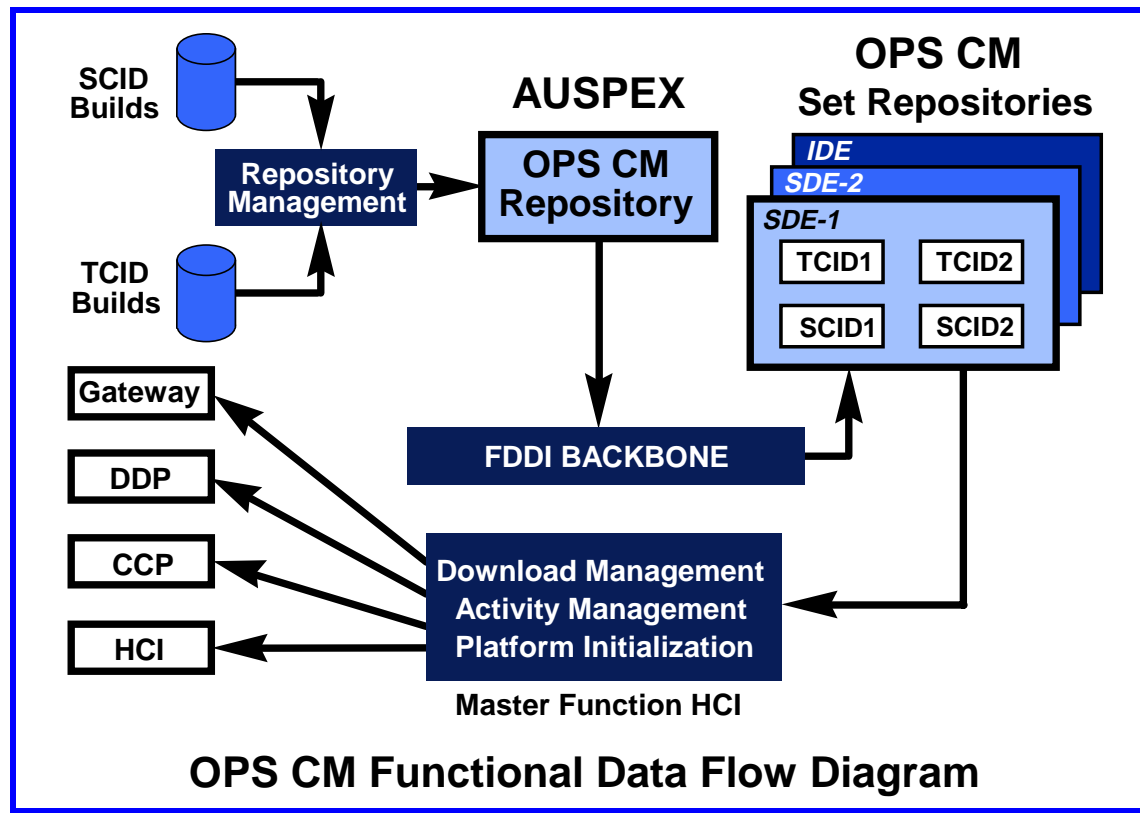 SCID
Builds
AUSPEX
OPS CM
Set Repositories
Repository
Management
OPS CM
Repository
IDE
SDE-2
SDE-1
TCID1
TCID2
SCID1
SCID2
TCID
Builds
Gateway
DDP
CCP
HCI
FDDI BACKBONE
Download Management
Activity Management
Platform Initialization
Master Function HCI
OPS CM Functional Data Flow Diagram